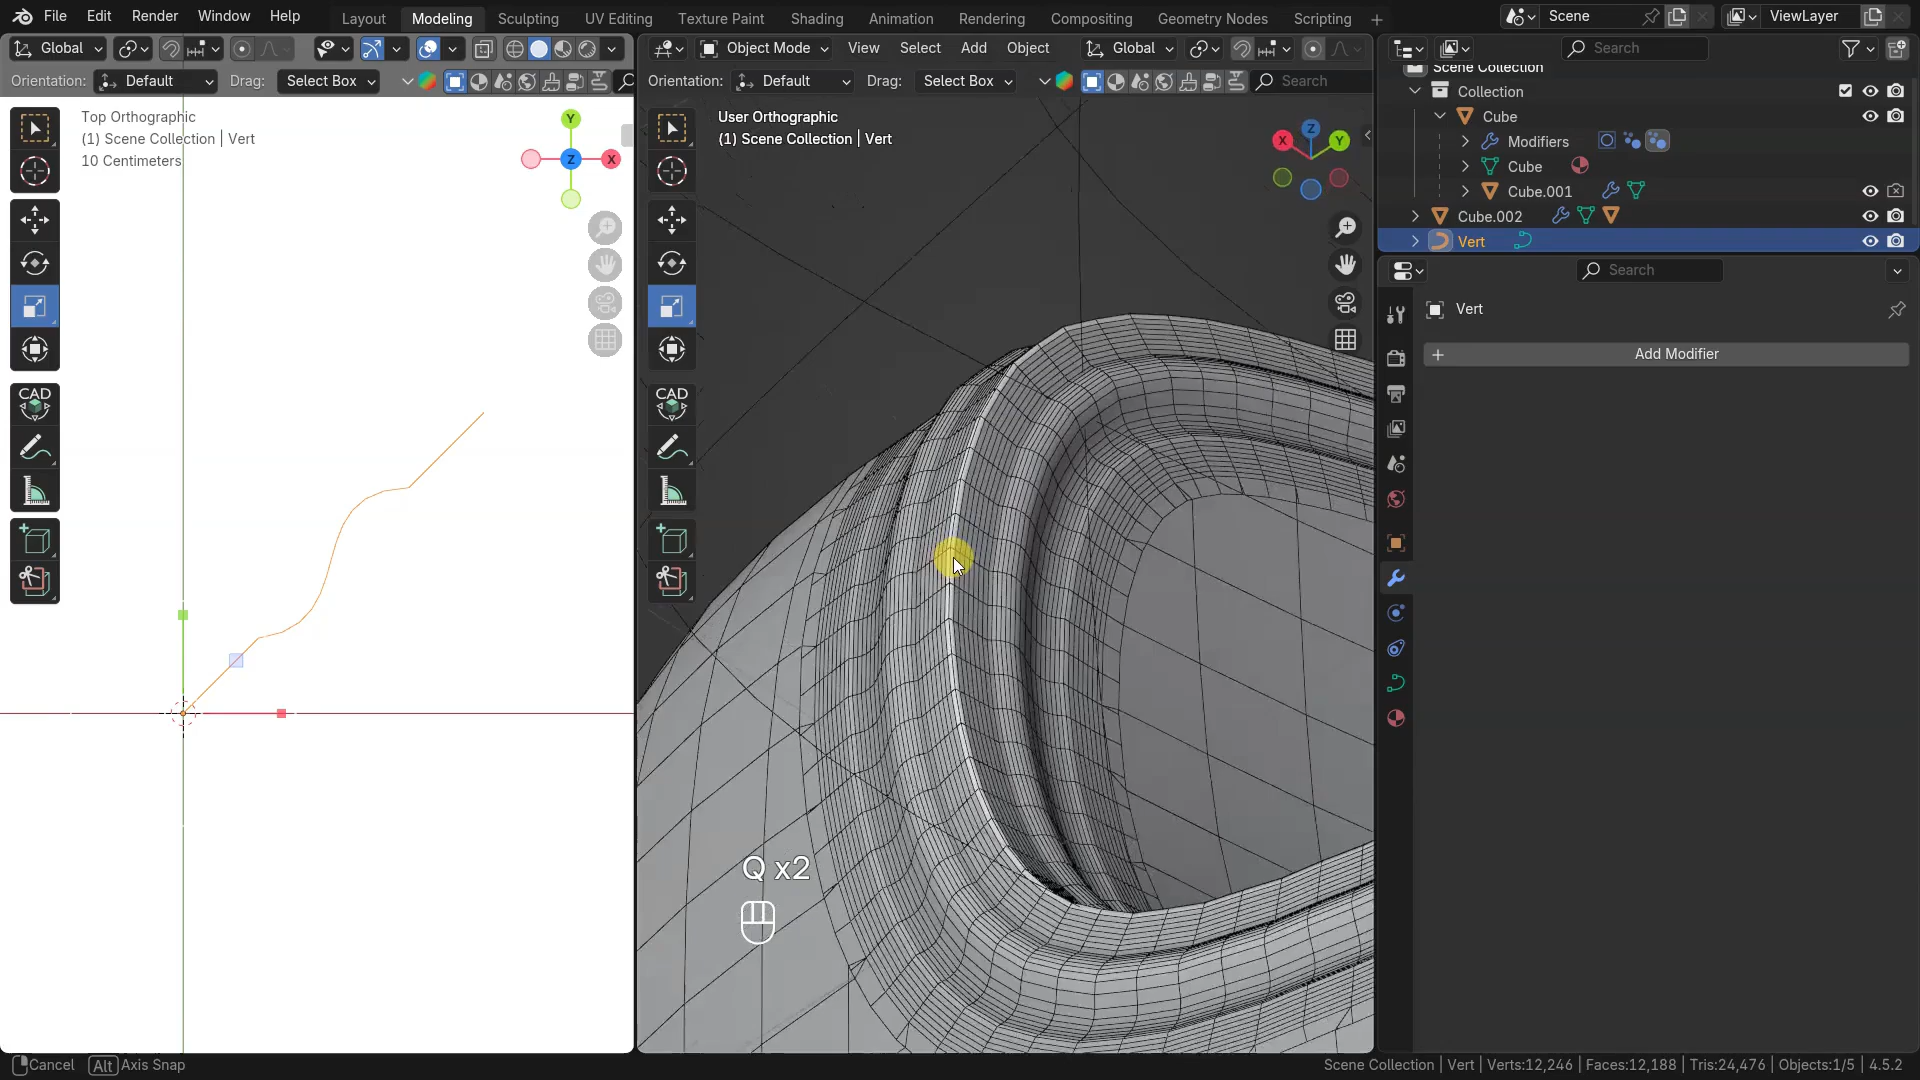 File Edit Render Window Help Layout Modeling Sculpting UV Editing Texture Paint Shading Animation Rendering Compositing Geometry Nodes Scripting + Scene ViewLayer
Global
Object Mode View Select Add Object Global
Search
Orientation: Default Drag: Select Box
Orientation: Default Drag: Select Box Search
Top Orthographic
(1) Scene Collection | Vert
10 Centimeters
Y
Z
X
CAD
User Orthographic
(1) Scene Collection | Vert
Z
X
Y
CAD
Q x2
Scene Collection
Collection
Cube
Modifiers
Cube
Cube.001
Cube.002
Vert
Search
Vert
+ Add Modifier
Cancel Alt Axis Snap
Scene Collection | Vert | Verts:12,246 | Faces:12,188 | Tris:24,476 | Objects:1/5 | 4.5.2